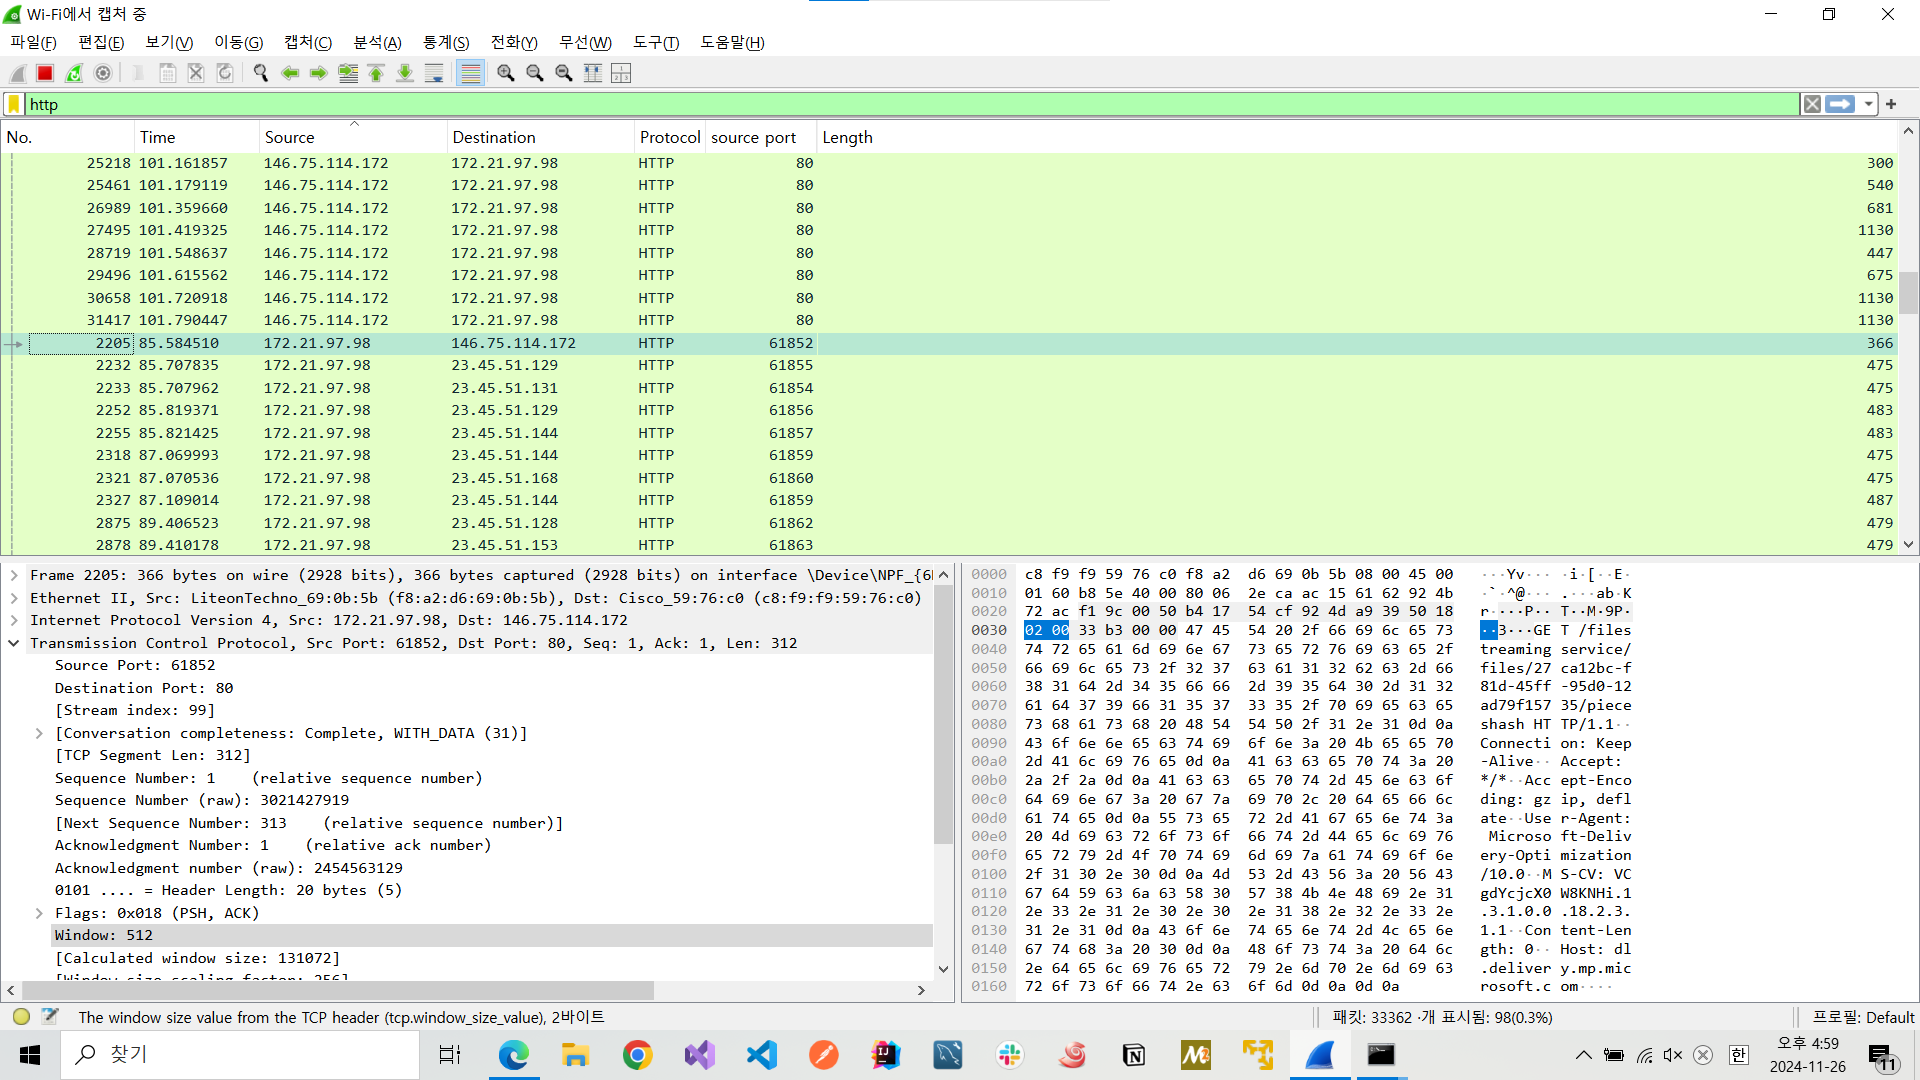 Wi-Fi에서 캡처 중
파일(F) 편집(E) 보기(V) 이동(G) 캡처(C) 분석(A) 통계(S) 전화(Y) 무선(W) 도구(T) 도움말(H)
http
No. Time Source Destination Protocol source port Length
25218 101.161857 146.75.114.172 172.21.97.98 HTTP 80 300
25461 101.179119 146.75.114.172 172.21.97.98 HTTP 80 540
26989 101.359660 146.75.114.172 172.21.97.98 HTTP 80 681
27495 101.419325 146.75.114.172 172.21.97.98 HTTP 80 1130
28719 101.548637 146.75.114.172 172.21.97.98 HTTP 80 447
29496 101.615562 146.75.114.172 172.21.97.98 HTTP 80 675
30658 101.720918 146.75.114.172 172.21.97.98 HTTP 80 1130
31417 101.790447 146.75.114.172 172.21.97.98 HTTP 80 1130
2205 85.584510 172.21.97.98 146.75.114.172 HTTP 61852 366
2232 85.707835 172.21.97.98 23.45.51.129 HTTP 61855 475
2233 85.707962 172.21.97.98 23.45.51.131 HTTP 61854 475
2252 85.819371 172.21.97.98 23.45.51.129 HTTP 61856 483
2255 85.821425 172.21.97.98 23.45.51.144 HTTP 61857 483
2318 87.069993 172.21.97.98 23.45.51.144 HTTP 61859 475
2321 87.070536 172.21.97.98 23.45.51.168 HTTP 61860 475
2327 87.109014 172.21.97.98 23.45.51.144 HTTP 61859 487
2875 89.406523 172.21.97.98 23.45.51.128 HTTP 61862 479
2878 89.410178 172.21.97.98 23.45.51.153 HTTP 61863 479
Frame 2205: 366 bytes on wire (2928 bits), 366 bytes captured (2928 bits) on interface \Device\NPF_{6
Ethernet II, Src: LiteonTechno_69:0b:5b (f8:a2:d6:69:0b:5b), Dst: Cisco_59:76:c0 (c8:f9:f9:59:76:c0)
Internet Protocol Version 4, Src: 172.21.97.98, Dst: 146.75.114.172
Transmission Control Protocol, Src Port: 61852, Dst Port: 80, Seq: 1, Ack: 1, Len: 312
Source Port: 61852
Destination Port: 80
[Stream index: 99]
[Conversation completeness: Complete, WITH_DATA (31)]
[TCP Segment Len: 312]
Sequence Number: 1 (relative sequence number)
Sequence Number (raw): 3021427919
[Next Sequence Number: 313 (relative sequence number)]
Acknowledgment Number: 1 (relative ack number)
Acknowledgment number (raw): 2454563129
0101 .... = Header Length: 20 bytes (5)
Flags: 0x018 (PSH, ACK)
Window: 512
[Calculated window size: 131072]
[Window size scaling factor: 256]
0000 c8 f9 f9 59 76 c0 f8 a2 d6 69 0b 5b 08 00 45 00 ···Yv··· ·i·[··E·
0010 01 60 b8 5e 40 00 80 06 2e ca ac 15 61 62 92 4b ·`·^@··· .···ab·K
0020 72 ac f1 9c 00 50 b4 17 54 cf 92 4d a9 39 50 18 r····P·· T··M·9P·
0030 02 00 33 b3 00 00 47 45 54 20 2f 66 69 6c 65 73 ··3···GE T /files
0040 74 72 65 61 6d 69 6e 67 73 65 72 76 69 63 65 2f treaming service/
0050 66 69 6c 65 73 2f 32 37 63 61 31 32 62 63 2d 66 files/27 ca12bc-f
0060 38 31 64 2d 34 35 66 66 2d 39 35 64 30 2d 31 32 81d-45ff -95d0-12
0070 61 64 37 39 66 31 35 37 33 35 2f 70 69 65 63 65 ad79f157 35/piece
0080 73 68 61 73 68 20 48 54 54 50 2f 31 2e 31 0d 0a shash HT TP/1.1··
0090 43 6f 6e 6e 65 63 74 69 6f 6e 3a 20 4b 65 65 70 Connecti on: Keep
00a0 2d 41 6c 69 76 65 0d 0a 41 63 63 65 70 74 3a 20 -Alive·· Accept:
00b0 2a 2f 2a 0d 0a 41 63 63 65 70 74 2d 45 6e 63 6f */*··Acc ept-Enco
00c0 64 69 6e 67 3a 20 67 7a 69 70 2c 20 64 65 66 6c ding: gz ip, defl
00d0 61 74 65 0d 0a 55 73 65 72 2d 41 67 65 6e 74 3a ate··Use r-Agent:
00e0 20 4d 69 63 72 6f 73 6f 66 74 2d 44 65 6c 69 76 Microso ft-Deliv
00f0 65 72 79 2d 4f 70 74 69 6d 69 7a 61 74 69 6f 6e ery-Opti mization
0100 2f 31 30 2e 30 0d 0a 4d 53 2d 43 56 3a 20 56 43 /10.0··M S-CV: VC
0110 67 64 59 63 6a 63 58 30 57 38 4b 4e 48 69 2e 31 gdYcjcX0 W8KNHi.1
0120 2e 33 2e 31 2e 30 2e 30 2e 31 38 2e 32 2e 33 2e .3.1.0.0 .18.2.3.
0130 31 2e 31 0d 0a 43 6f 6e 74 65 6e 74 2d 4c 65 6e 1.1··Con tent-Len
0140 67 74 68 3a 20 30 0d 0a 48 6f 73 74 3a 20 64 6c gth: 0·· Host: dl
0150 2e 64 65 6c 69 76 65 72 79 2e 6d 70 2e 6d 69 63 .deliver y.mp.mic
0160 72 6f 73 6f 66 74 2e 63 6f 6d 0d 0a 0d 0a rosoft.c om····
The window size value from the TCP header (tcp.window_size_value), 2바이트 패킷: 33362 · 개 표시됨: 98(0.3%) 프로필: Default
찾기
한
오후 4:59
2024-11-26
11